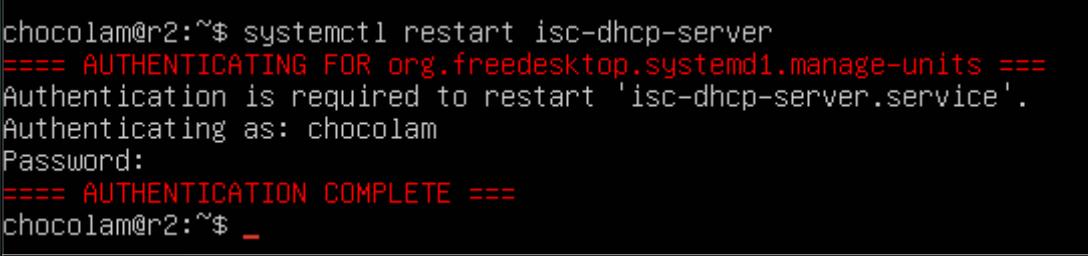 chocolam@r2:~$ systemctl restart isc-dhcp-server
==== AUTHENTICATING FOR org.freedesktop.systemd1.manage-units ===
Authentication is required to restart 'isc-dhcp-server.service'.
Authenticating as: chocolam
Password:
==== AUTHENTICATION COMPLETE ===
chocolam@r2:~$ _